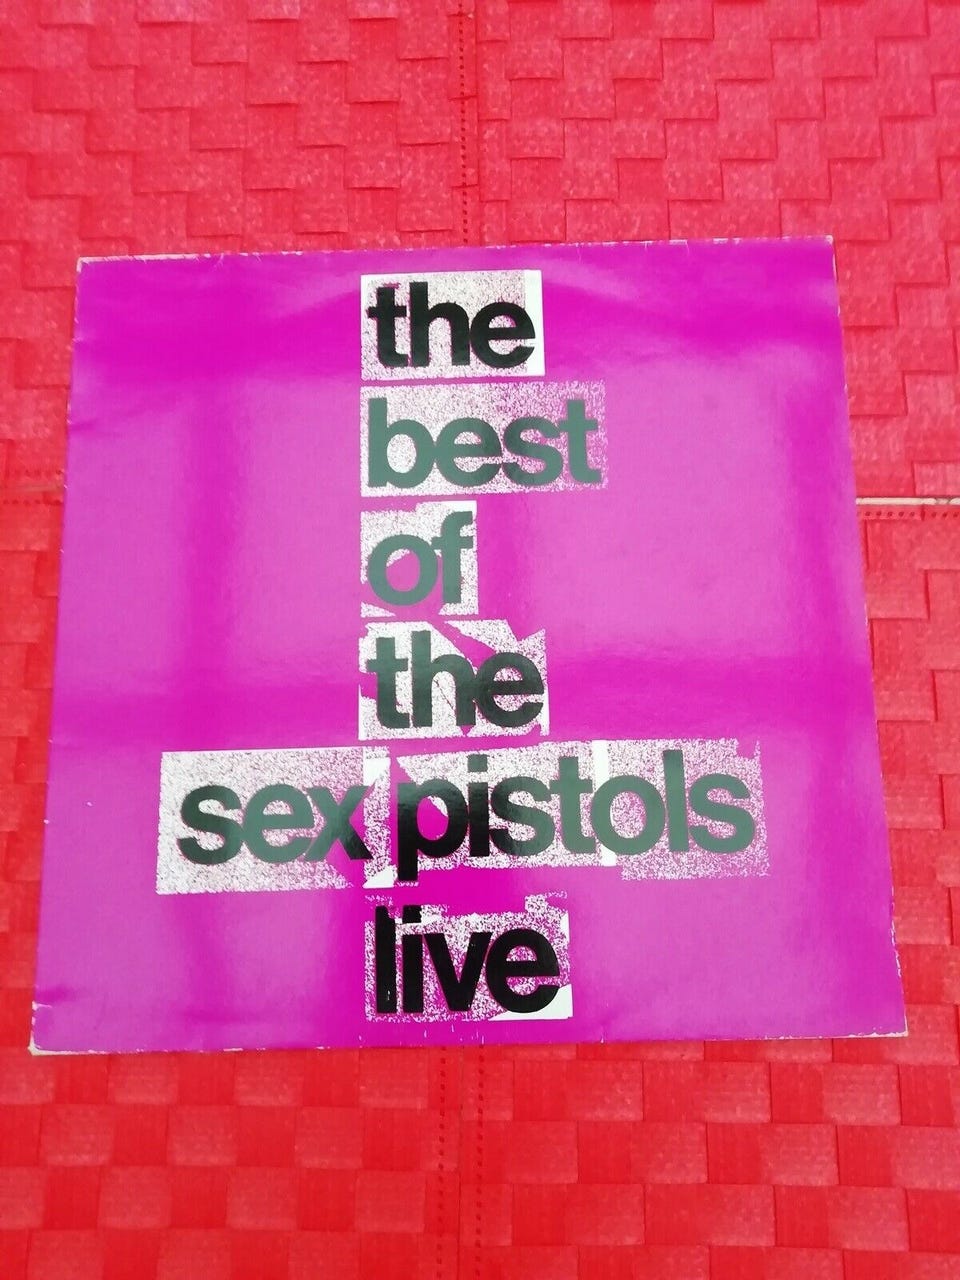 the
best
of
the
sex pistols
live